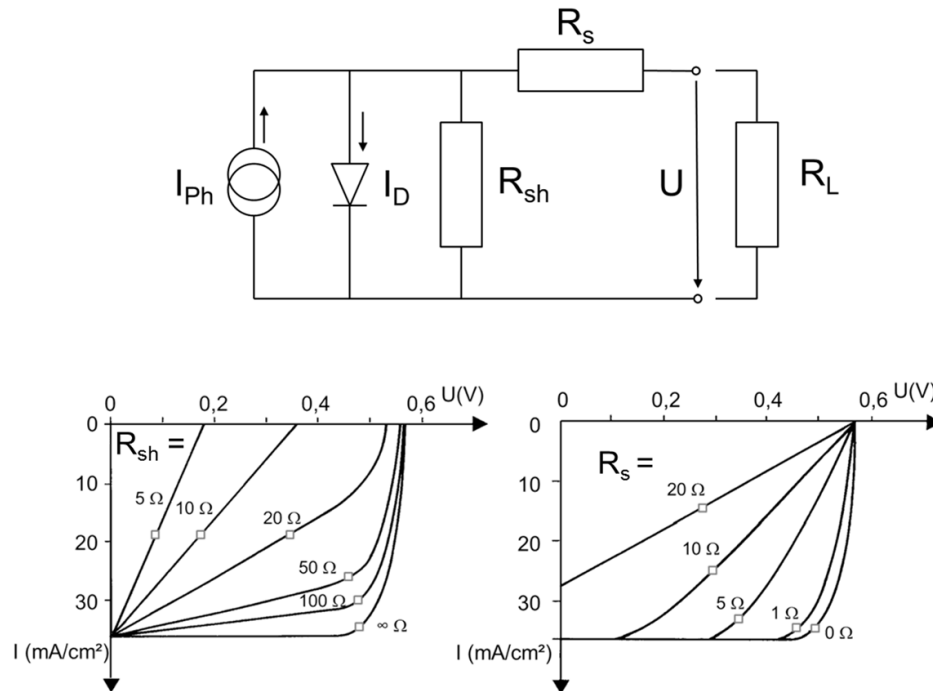 R_s
I_Ph
I_D
R_sh
U
R_L
0 0,2 0,4 0,6 U(V)
0
10
20
30
R_sh =
5 Ω
10 Ω
20 Ω
50 Ω
100 Ω
∞ Ω
I (mA/cm²)
0 0,2 0,4 0,6 U(V)
0
10
20
30
R_s =
20 Ω
10 Ω
5 Ω
1 Ω
0 Ω
I (mA/cm²)